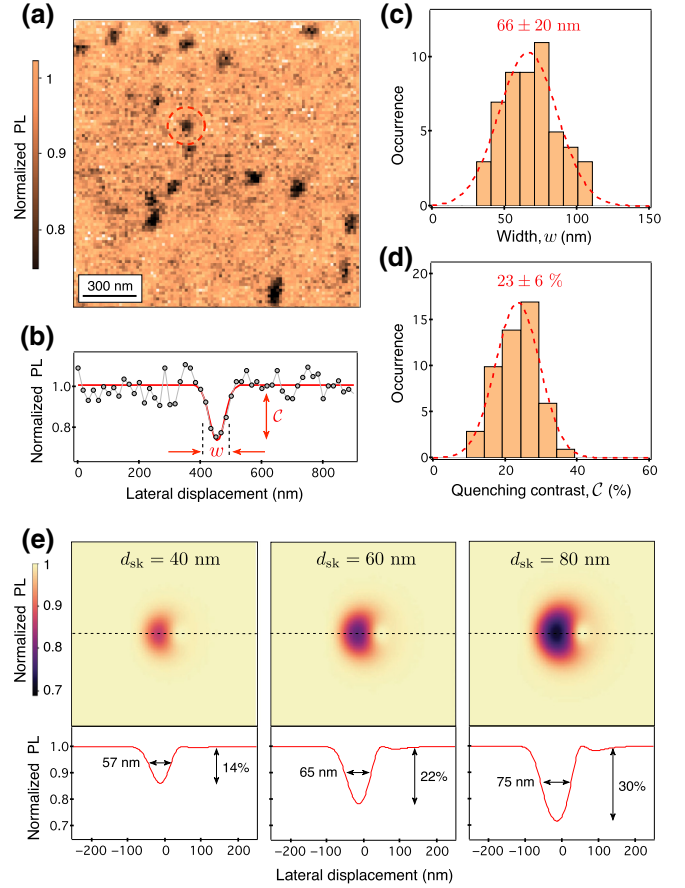 (a)
Normalized PL
1
0.9
0.8
300 nm
(b)
Normalized PL
1.0
0.8
C
w
0 200 400 600 800
Lateral displacement (nm)
(c)
66 ± 20 nm
Occurrence
10
5
0
0 50 100 150
Width, w (nm)
(d)
23 ± 6 %
Occurrence
20
15
10
5
0
0 20 40 60
Quenching contrast, C (%)
(e)
Normalized PL
1
0.9
0.8
0.7
d_sk = 40 nm
d_sk = 60 nm
d_sk = 80 nm
Normalized PL
1.0
0.9
0.8
0.7
57 nm 14%
65 nm 22%
75 nm 30%
-200 -100 0 100 200
-200 -100 0 100 200
-200 -100 0 100 200
Lateral displacement (nm)